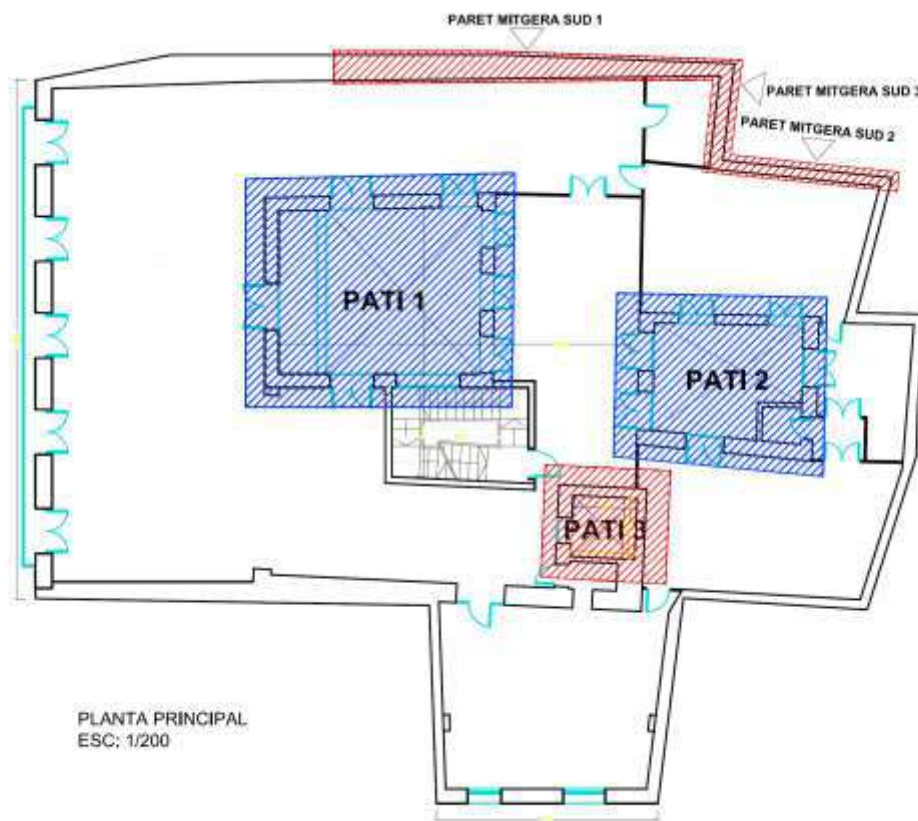 PARET MITGERA SUD 1
PARET MITGERA SUD 3
PARET MITGERA SUD 2
PATI 1
PATI 2
PATI 3
PLANTA PRINCIPAL
ESC: 1/200